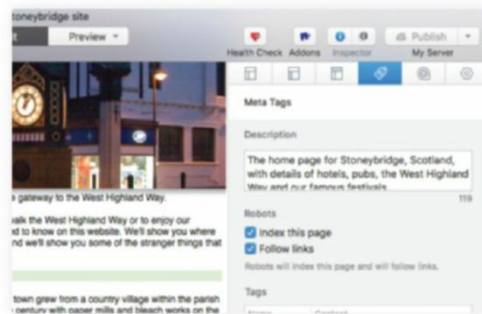 toneybridge site
Preview
Publish
Health Check Addons Inspector My Server
Meta Tags
Description
The home page for Stoneybridge, Scotland,
with details of hotels, pubs, the West Highland
Way and our famous festivals
119
Robots
Index this page
Follow links
Robots will index this page and will follow links.
Tags
Name Content
gateway to the West Highland Way.
walk the West Highland Way or to enjoy our
d to know on this website. We'll show you where
nd we'll show you some of the stranger things that
town grew from a country village within the parish
century with paper mills and bleach works on the